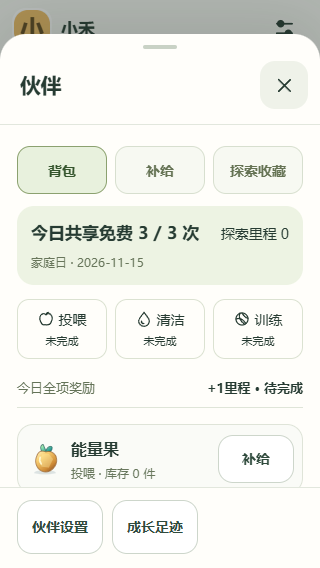 小 小禾
伙伴
背包 补给 探索收藏
今日共享免费 3 / 3 次 探索里程 0
家庭日 · 2026-11-15
投喂 清洁 训练
未完成 未完成 未完成
今日全项奖励 +1里程 • 待完成
能量果
投喂 · 库存 0 件
补给
伙伴设置 成长足迹